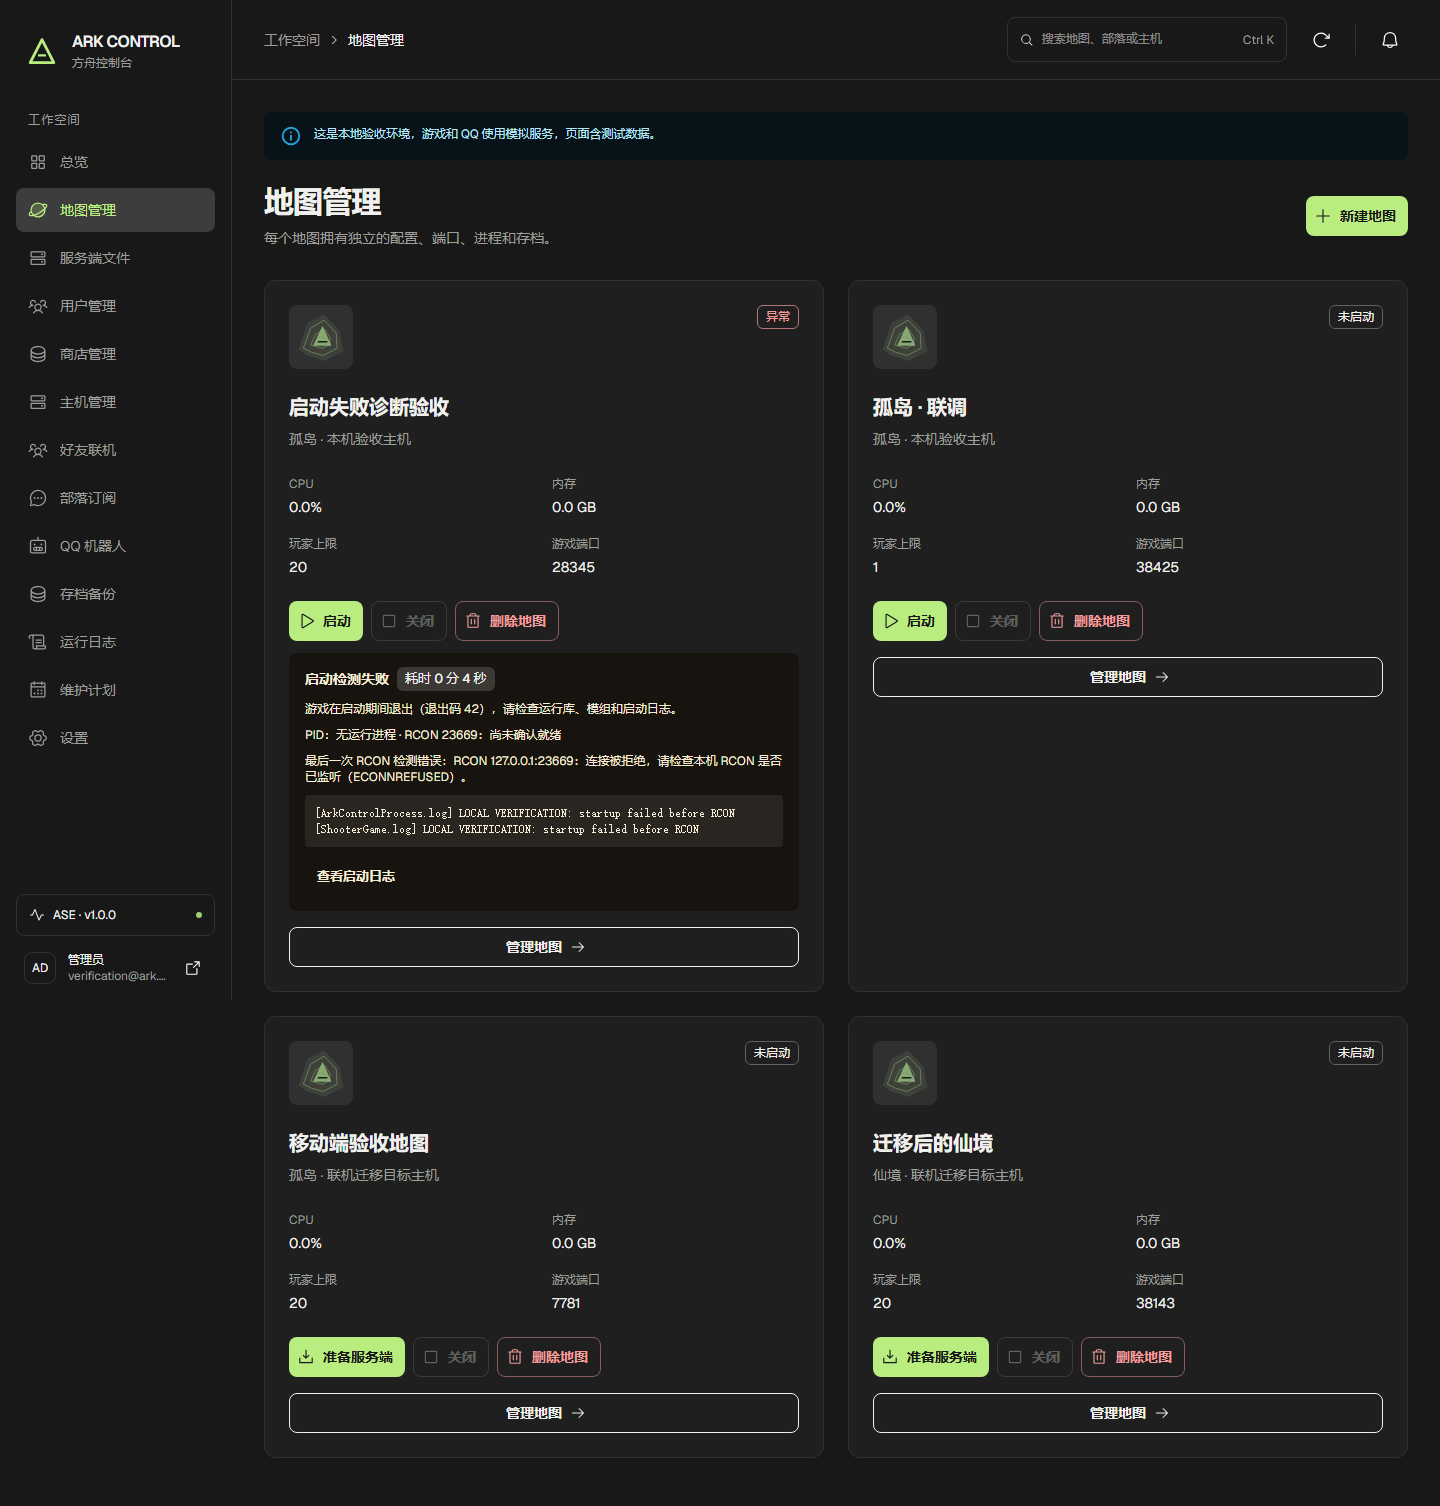 ARK CONTROL
方舟控制台
工作空间
总览
地图管理
服务端文件
用户管理
商店管理
主机管理
好友联机
部落订阅
QQ 机器人
存档备份
运行日志
维护计划
设置
ASE · v1.0.0
AD
管理员
verification@ark....
工作空间 > 地图管理
搜索地图、部落或主机
Ctrl K
这是本地验收环境，游戏和 QQ 使用模拟服务，页面含测试数据。
地图管理
每个地图拥有独立的配置、端口、进程和存档。
新建地图
异常
启动失败诊断验收
孤岛 · 本机验收主机
CPU
内存
0.0%
0.0 GB
玩家上限
游戏端口
20
28345
启动
关闭
删除地图
启动检测失败
耗时 0 分 4 秒
游戏在启动期间退出（退出码 42），请检查运行库、模组和启动日志。
PID：无运行进程 · RCON 23669：尚未确认就绪
最后一次 RCON 检测错误：RCON 127.0.0.1:23669：连接被拒绝，请检查本机 RCON 是否
已监听（ECONNREFUSED）。
[ArkControlProcess.log] LOCAL VERIFICATION: startup failed before RCON
[ShooterGame.log] LOCAL VERIFICATION: startup failed before RCON
查看启动日志
管理地图
未启动
孤岛 · 联调
孤岛 · 本机验收主机
CPU
内存
0.0%
0.0 GB
玩家上限
游戏端口
1
38425
启动
关闭
删除地图
管理地图
未启动
移动端验收地图
孤岛 · 联机迁移目标主机
CPU
内存
0.0%
0.0 GB
玩家上限
游戏端口
20
7781
准备服务端
关闭
删除地图
管理地图
未启动
迁移后的仙境
仙境 · 联机迁移目标主机
CPU
内存
0.0%
0.0 GB
玩家上限
游戏端口
20
38143
准备服务端
关闭
删除地图
管理地图